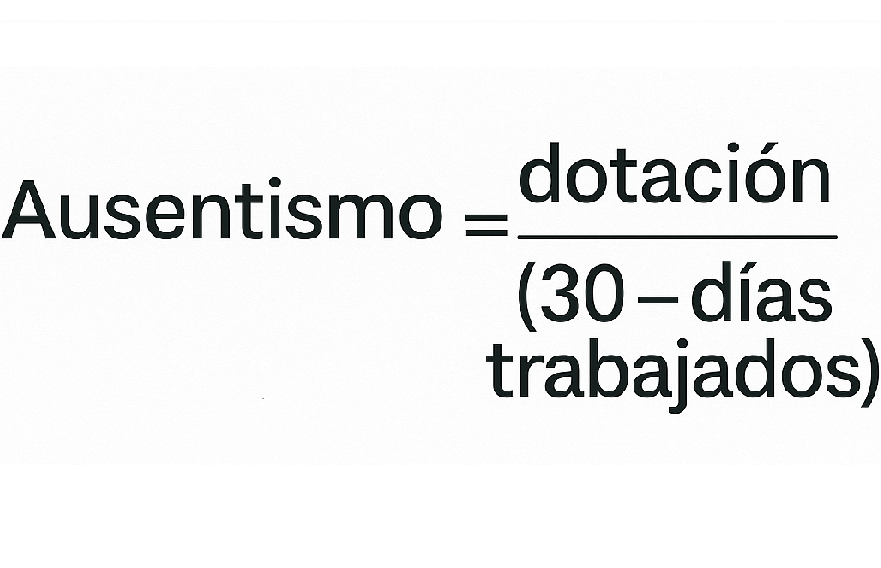 dotación
Ausentismo =
(30 – días
trabajados)